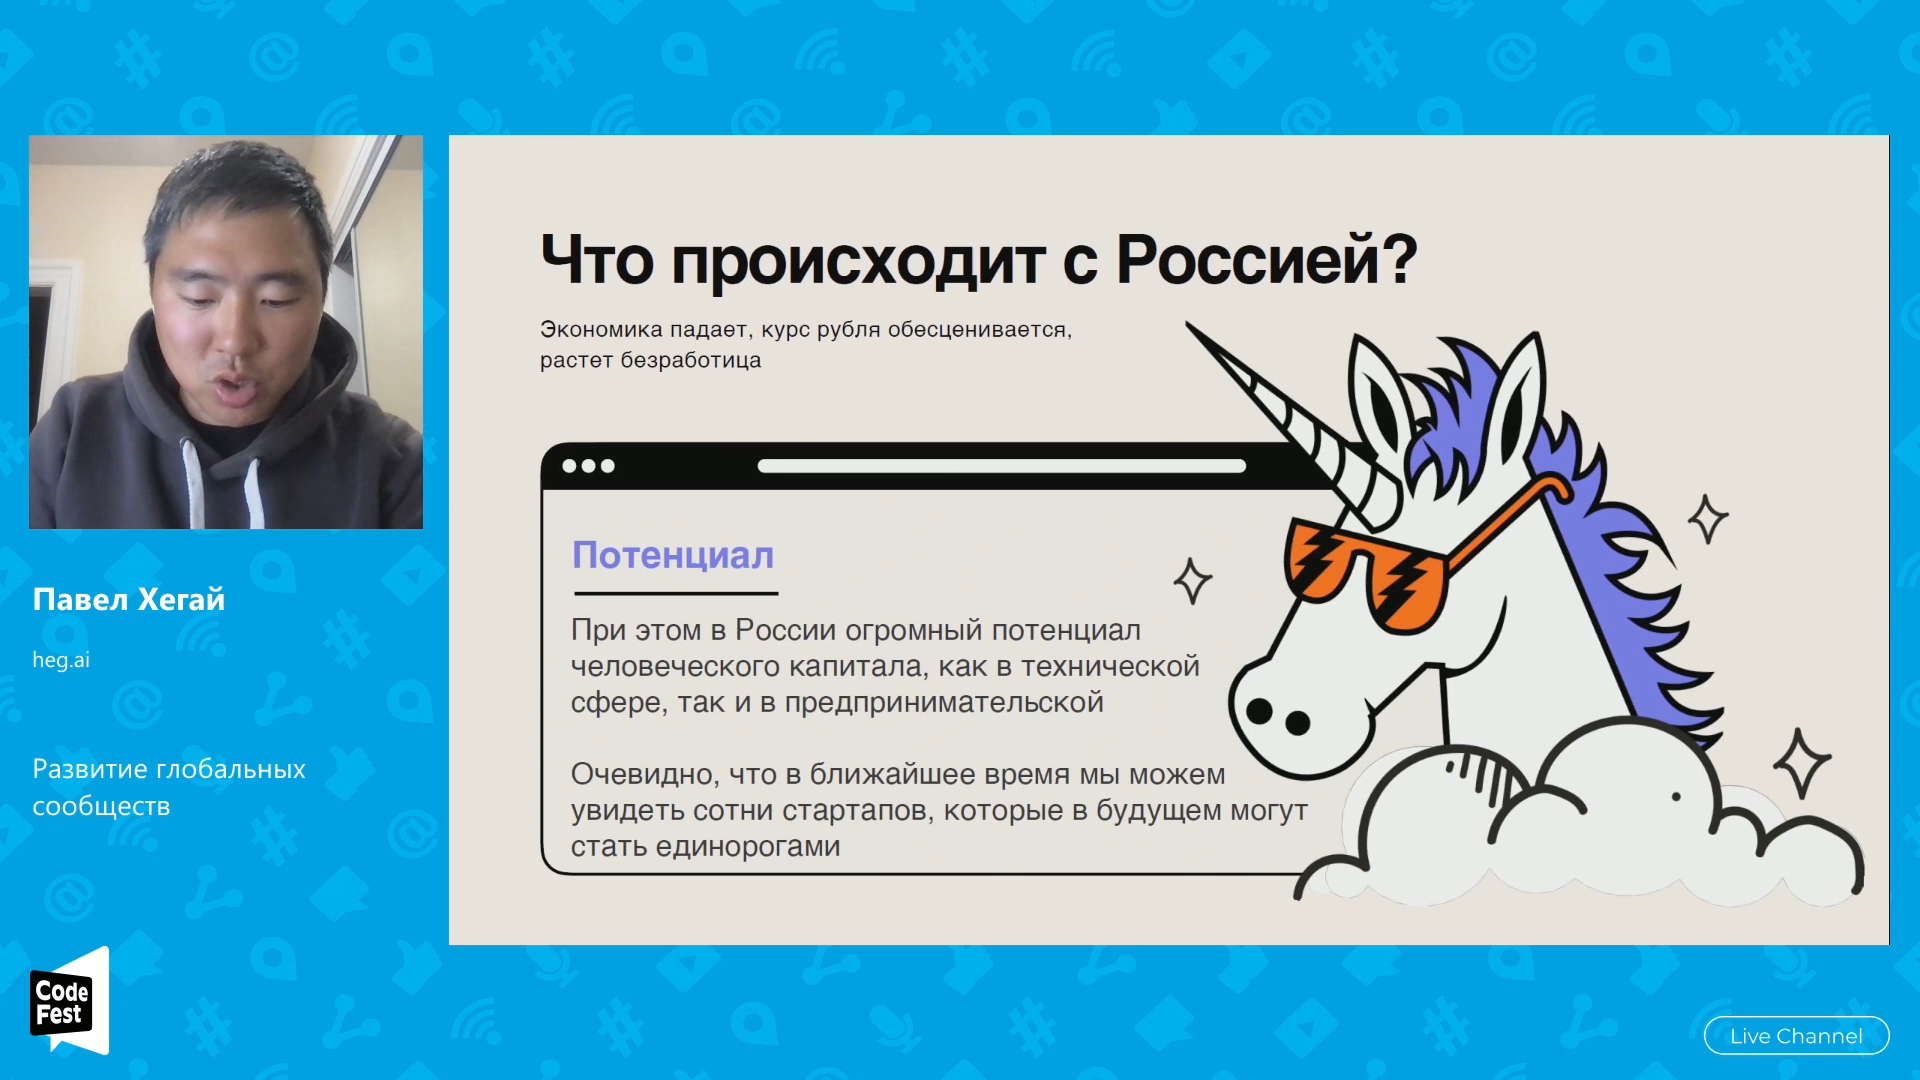 Что происходит с Россией?
Экономика падает, курс рубля обесценивается,
растет безработица
Потенциал
При этом в России огромный потенциал
человеческого капитала, как в технической
сфере, так и в предпринимательской
Очевидно, что в ближайшее время мы можем
увидеть сотни стартапов, которые в будущем могут
стать единорогами
Павел Хегай
heg.ai
Развитие глобальных
сообществ
Code
Fest
Live Channel